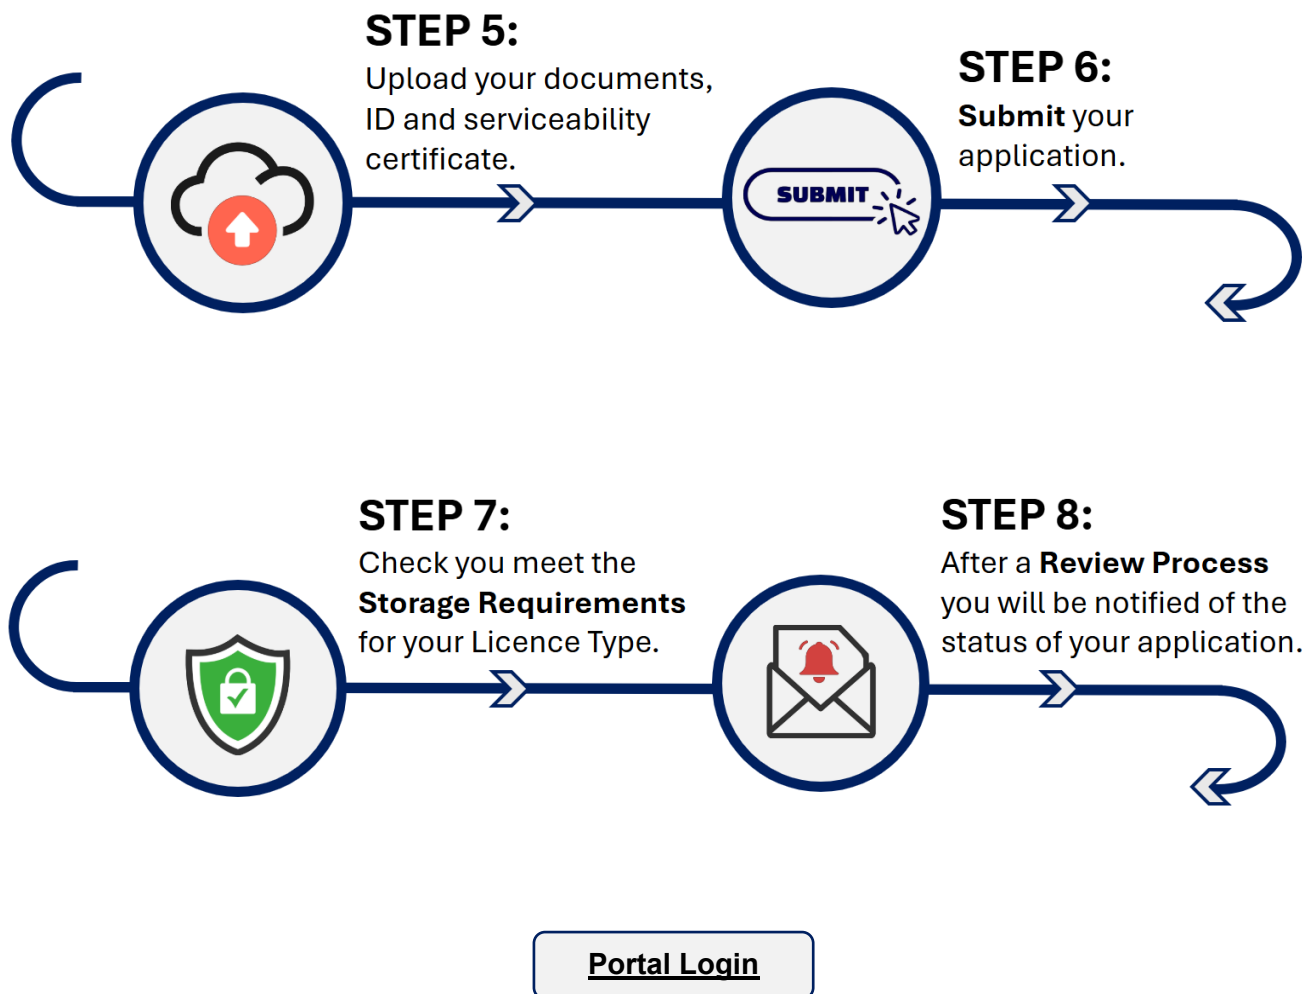 STEP 5:
Upload your documents,
ID and serviceability
certificate.
SUBMIT
STEP 6:
Submit your
application.
STEP 7:
Check you meet the
Storage Requirements
for your Licence Type.
STEP 8:
After a Review Process
you will be notified of the
status of your application.
Portal Login